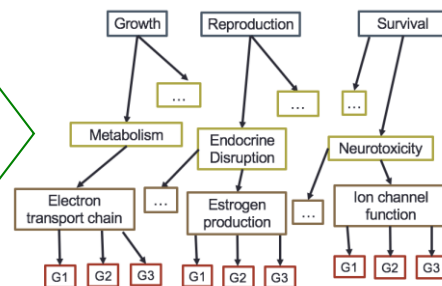 Growth
Reproduction
Survival
...
...
...
Metabolism
Endocrine
Disruption
Neurotoxicity
...
...
Electron
transport chain
Estrogen
production
Ion channel
function
G1
G2
G3
G1
G2
G3
G1
G2
G3